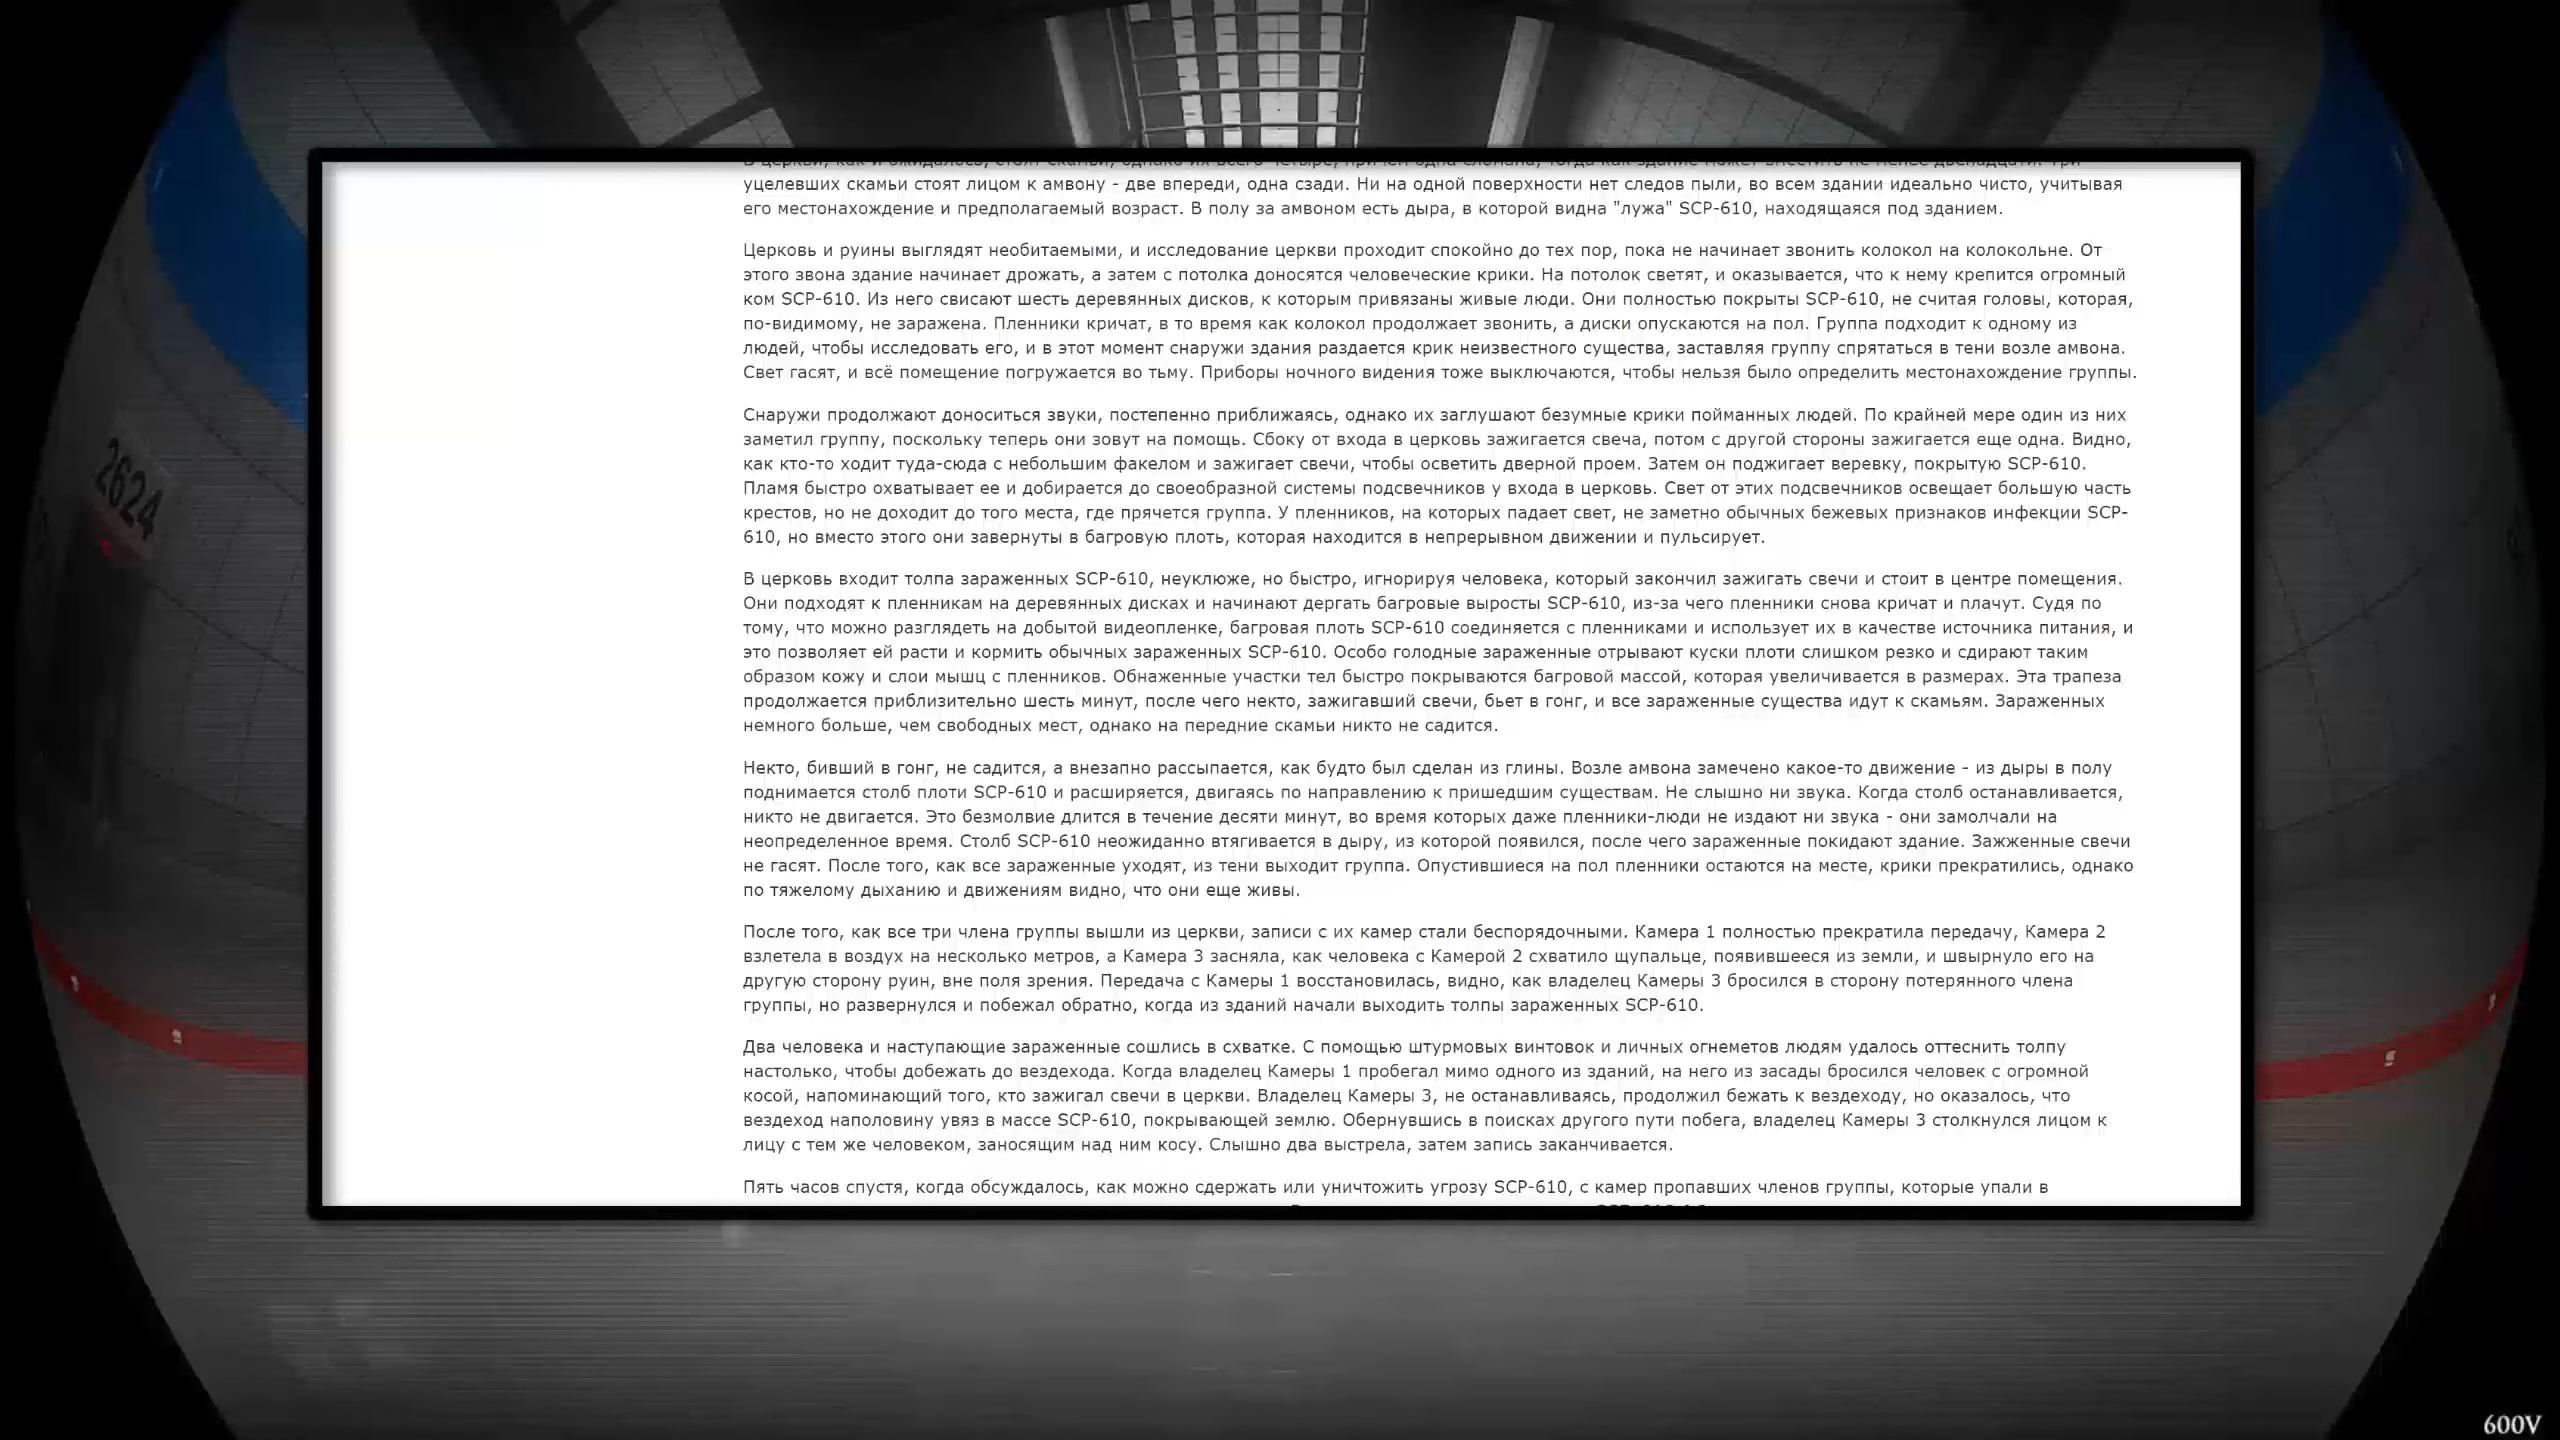 В церкви, как и ожидалось, стоят скамьи, однако их всего четыре, причем одна сломана, тогда как здание может вместить не менее двенадцати. Три
уцелевших скамьи стоят лицом к амвону - две впереди, одна сзади. Ни на одной поверхности нет следов пыли, во всем здании идеально чисто, учитывая
его местонахождение и предполагаемый возраст. В полу за амвоном есть дыра, в которой видна "лужа" SCP-610, находящаяся под зданием.
Церковь и руины выглядят необитаемыми, и исследование церкви проходит спокойно до тех пор, пока не начинает звонить колокол на колокольне. От
этого звона здание начинает дрожать, а затем с потолка доносятся человеческие крики. На потолок светят, и оказывается, что к нему крепится огромный
ком SCP-610. Из него свисают шесть деревянных дисков, к которым привязаны живые люди. Они полностью покрыты SCP-610, не считая головы, которая,
по-видимому, не заражена. Пленники кричат, в то время как колокол продолжает звонить, а диски опускаются на пол. Группа подходит к одному из
людей, чтобы исследовать его, и в этот момент снаружи здания раздается крик неизвестного существа, заставляя группу спрятаться в тени возле амвона.
Свет гасят, и всё помещение погружается во тьму. Приборы ночного видения тоже выключаются, чтобы нельзя было определить местонахождение группы.
Снаружи продолжают доноситься звуки, постепенно приближаясь, однако их заглушают безумные крики пойманных людей. По крайней мере один из них
заметил группу, поскольку теперь они зовут на помощь. Сбоку от входа в церковь зажигается свеча, потом с другой стороны зажигается еще одна. Видно,
как кто-то ходит туда-сюда с небольшим факелом и зажигает свечи, чтобы осветить дверной проем. Затем он поджигает веревку, покрытую SCP-610.
Пламя быстро охватывает ее и добирается до своеобразной системы подсвечников у входа в церковь. Свет от этих подсвечников освещает большую часть
крестов, но не доходит до того места, где прячется группа. У пленников, на которых падает свет, не заметно обычных бежевых признаков инфекции SCP-
610, но вместо этого они завернуты в багровую плоть, которая находится в непрерывном движении и пульсирует.
В церковь входит толпа зараженных SCP-610, неуклюже, но быстро, игнорируя человека, который закончил зажигать свечи и стоит в центре помещения.
Они подходят к пленникам на деревянных дисках и начинают дергать багровые выросты SCP-610, из-за чего пленники снова кричат и плачут. Судя по
тому, что можно разглядеть на добытой видеопленке, багровая плоть SCP-610 соединяется с пленниками и использует их в качестве источника питания, и
это позволяет ей расти и кормить обычных зараженных SCP-610. Особо голодные зараженные отрывают куски плоти слишком резко и сдирают таким
образом кожу и слои мышц с пленников. Обнаженные участки тел быстро покрываются багровой массой, которая увеличивается в размерах. Эта трапеза
продолжается приблизительно шесть минут, после чего некто, зажигавший свечи, бьет в гонг, и все зараженные существа идут к скамьям. Зараженных
немного больше, чем свободных мест, однако на передние скамьи никто не садится.
Некто, бивший в гонг, не садится, а внезапно рассыпается, как будто был сделан из глины. Возле амвона замечено какое-то движение - из дыры в полу
поднимается столб плоти SCP-610 и расширяется, двигаясь по направлению к пришедшим существам. Не слышно ни звука. Когда столб останавливается,
никто не двигается. Это безмолвие длится в течение десяти минут, во время которых даже пленники-люди не издают ни звука - они замолчали на
неопределенное время. Столб SCP-610 неожиданно втягивается в дыру, из которой появился, после чего зараженные покидают здание. Зажженные свечи
не гасят. После того, как все зараженные уходят, из тени выходит группа. Опустившиеся на пол пленники остаются на месте, крики прекратились, однако
по тяжелому дыханию и движениям видно, что они еще живы.
После того, как все три члена группы вышли из церкви, записи с их камер стали беспорядочными. Камера 1 полностью прекратила передачу, Камера 2
взлетела в воздух на несколько метров, а Камера 3 засняла, как человека с Камерой 2 схватило щупальце, появившееся из земли, и швырнуло его на
другую сторону руин, вне поля зрения. Передача с Камеры 1 восстановилась, видно, как владелец Камеры 3 бросился в сторону потерянного члена
группы, но развернулся и побежал обратно, когда из зданий начали выходить толпы зараженных SCP-610.
Два человека и наступающие зараженные сошлись в схватке. С помощью штурмовых винтовок и личных огнеметов людям удалось оттеснить толпу
настолько, чтобы добежать до вездехода. Когда владелец Камеры 1 пробегал мимо одного из зданий, на него из засады бросился человек с огромной
косой, напоминающий того, кто зажигал свечи в церкви. Владелец Камеры 3, не останавливаясь, продолжил бежать к вездеходу, но оказалось, что
вездеход наполовину увяз в массе SCP-610, покрывающей землю. Обернувшись в поисках другого пути побега, владелец Камеры 3 столкнулся лицом к
лицу с тем же человеком, заносящим над ним косу. Слышно два выстрела, затем запись заканчивается.
Пять часов спустя, когда обсуждалось, как можно сдержать или уничтожить угрозу SCP-610, с камер пропавших членов группы, которые упали в
2624
600V